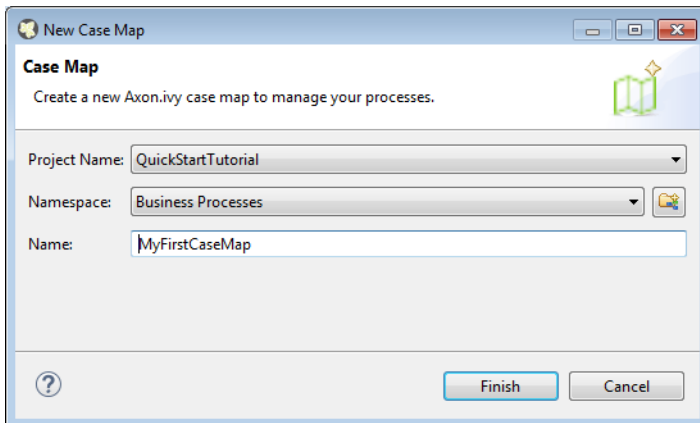 New Case Map
Case Map
Create a new Axon.ivy case map to manage your processes.
Project Name: QuickStartTutorial
Namespace: Business Processes
Name: MyFirstCaseMap
? Finish Cancel